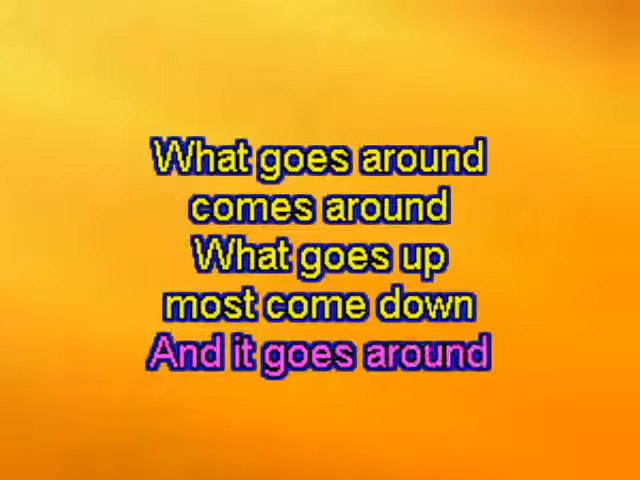 What goes around
comes around
What goes up
most come down
And it goes around